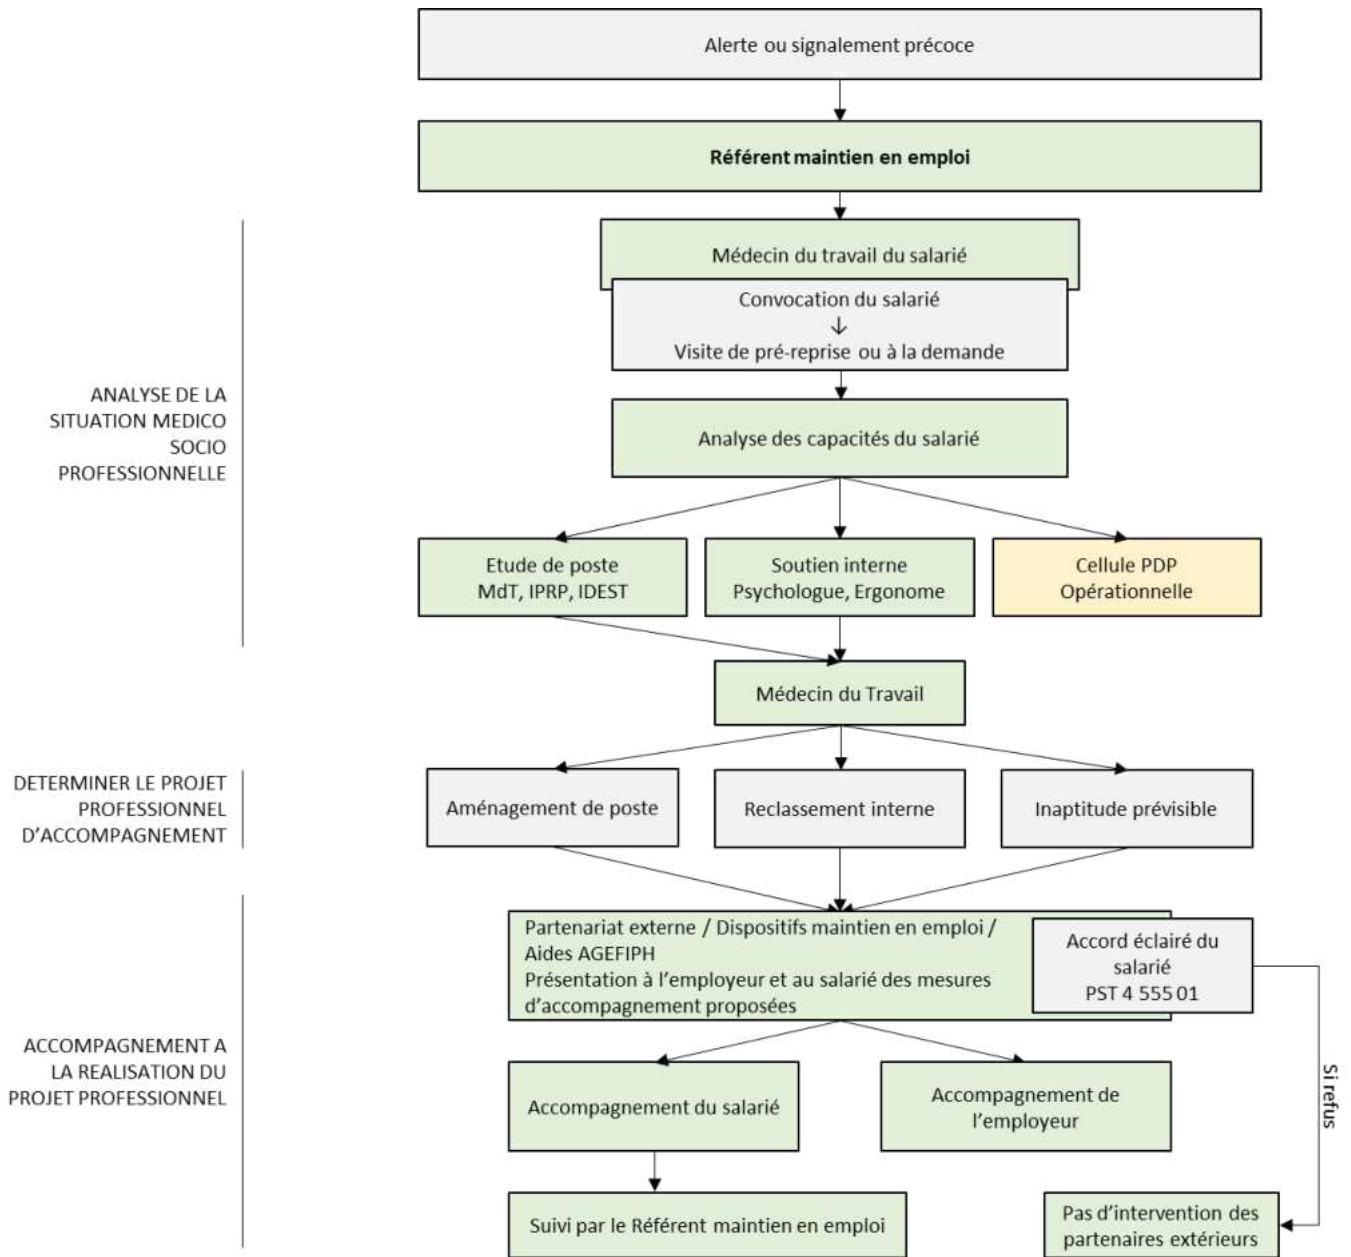 Alerte ou signalement précoce
Référent maintien en emploi
Médecin du travail du salarié
Convocation du salarié
↓
Visite de pré-reprise ou à la demande
ANALYSE DE LA
SITUATION MEDICO
SOCIO
PROFESSIONNELLE
Analyse des capacités du salarié
Etude de poste
MdT, IPRP, IDEST
Soutien interne
Psychologue, Ergonome
Cellule PDP
Opérationnelle
Médecin du Travail
DETERMINER LE PROJET
PROFESSIONNEL
D'ACCOMPAGNEMENT
Aménagement de poste
Reclassement interne
Inaptitude prévisible
Partenariat externe / Dispositifs maintien en emploi /
Aides AGEFIPH
Présentation à l'employeur et au salarié des mesures
d'accompagnement proposées
Accord éclairé du
salarié
PST 4 555 01
ACCOMPAGNEMENT A
LA REALISATION DU
PROJET PROFESSIONNEL
Accompagnement du salarié
Accompagnement de
l'employeur
Si refus
Suivi par le Référent maintien en emploi
Pas d'intervention des
partenaires extérieurs